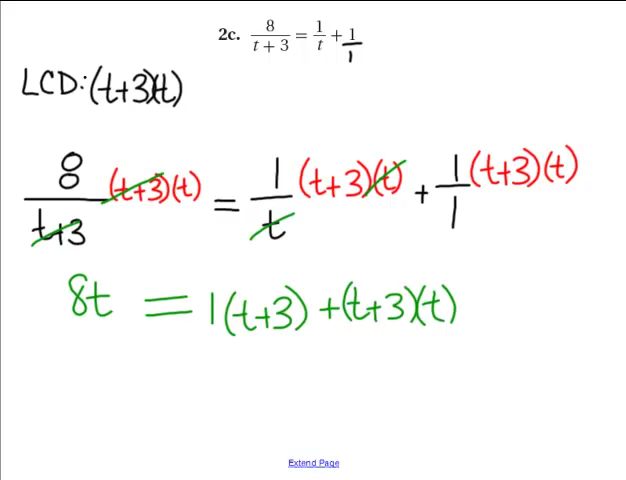 2c. 8/(t + 3) = 1/t + 1/1
LCD: (t+3)(t)
8/(t+3) (t+3)(t) = 1/t (t+3)(t) + 1/1 (t+3)(t)
8t = 1(t+3) + (t+3)(t)
Extend Page